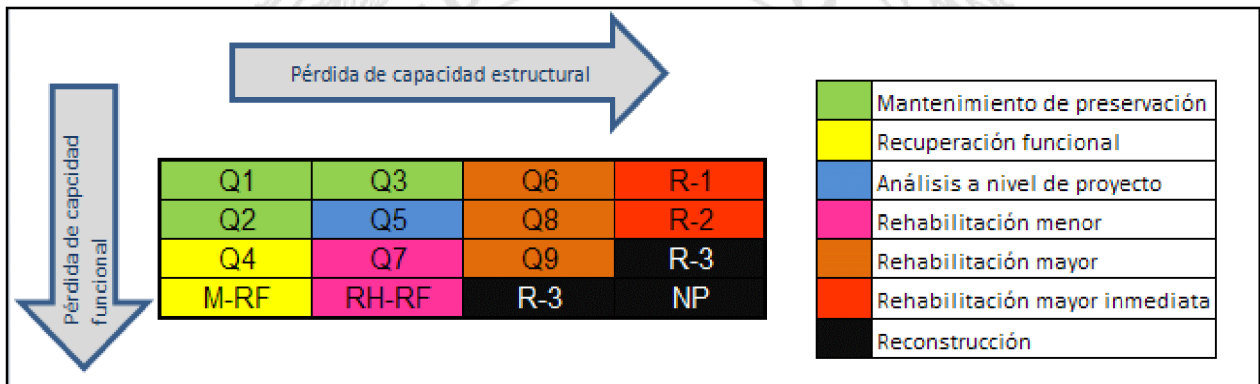 Pérdida de capacidad estructural
Pérdida de capcidad
funcional
Q1 Q3 Q6 R-1
Q2 Q5 Q8 R-2
Q4 Q7 Q9 R-3
M-RF RH-RF R-3 NP
Mantenimiento de preservación
Recuperación funcional
Análisis a nivel de proyecto
Rehabilitación menor
Rehabilitación mayor
Rehabilitación mayor inmediata
Reconstrucción